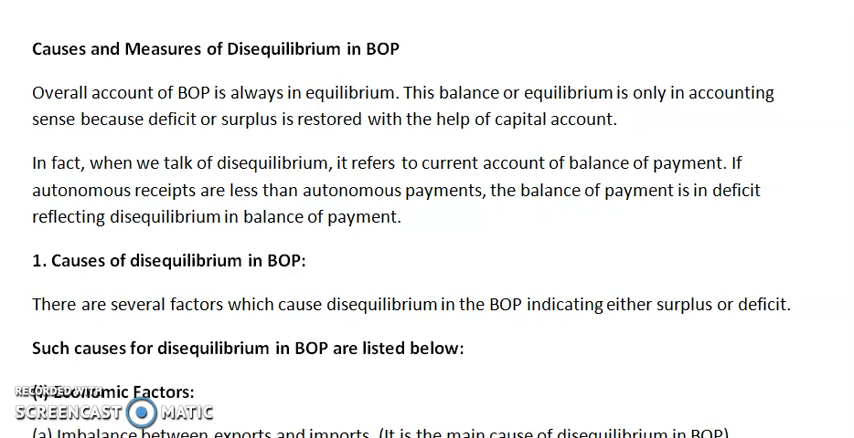 Causes and Measures of Disequilibrium in BOP
Overall account of BOP is always in equilibrium. This balance or equilibrium is only in accounting
sense because deficit or surplus is restored with the help of capital account.
In fact, when we talk of disequilibrium, it refers to current account of balance of payment. If
autonomous receipts are less than autonomous payments, the balance of payment is in deficit
reflecting disequilibrium in balance of payment.
1. Causes of disequilibrium in BOP:
There are several factors which cause disequilibrium in the BOP indicating either surplus or deficit.
Such causes for disequilibrium in BOP are listed below:
(i) Economic Factors:
RECORDED WITH
SCREENCAST MATIC
(a) Imbalance between exports and imports. (It is the main cause of disequilibrium in BOP)